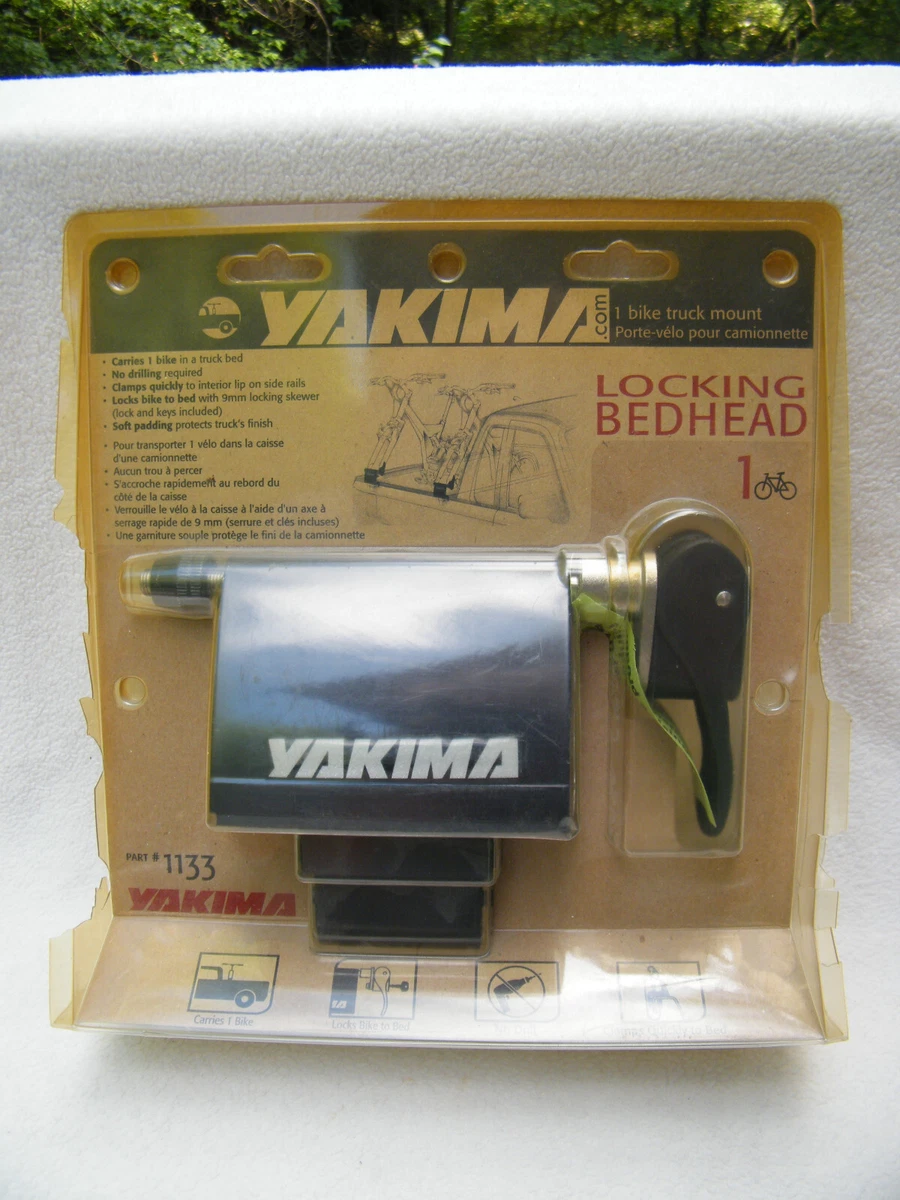 YAKIMA.com
1 bike truck mount
Porte-vélo pour camionnette
• Carries 1 bike in a truck bed
• No drilling required
• Clamps quickly to interior lip on side rails
• Locks bike to bed with 9mm locking skewer
(lock and keys included)
• Soft padding protects truck's finish
• Pour transporter 1 vélo dans la caisse
d'une camionnette
• Aucun trou à percer
• S'accroche rapidement au rebord du
côté de la caisse
• Verrouille le vélo à la caisse à l'aide d'un axe à
serrage rapide de 9 mm (serrure et clés incluses)
• Une garniture souple protège le fini de la camionnette
LOCKING
BEDHEAD
1
YAKIMA
PART # 1133
YAKIMA
Carries 1 Bike
Locks Bike to Bed